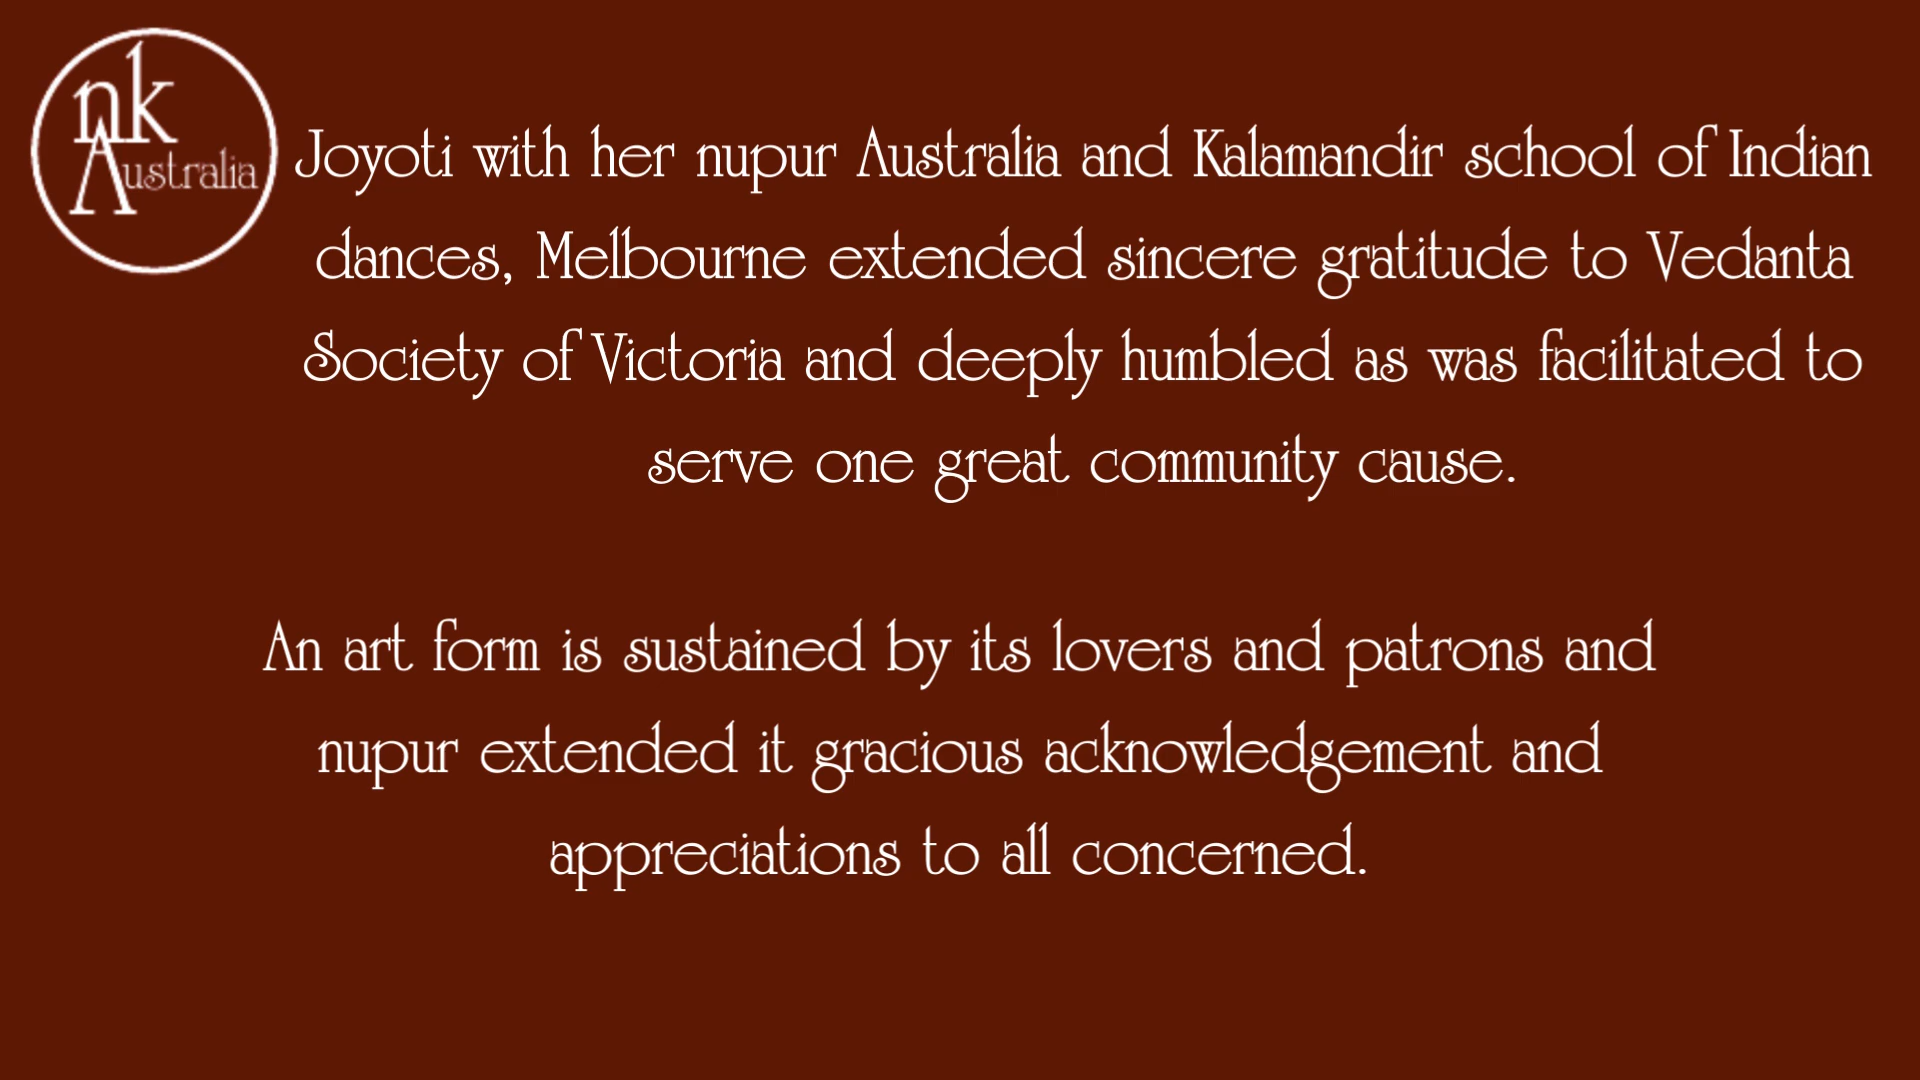 nk
Australia
Joyoti with her nupur Australia and Kalamandir school of Indian
dances, Melbourne extended sincere gratitude to Vedanta
Society of Victoria and deeply humbled as was facilitated to
serve one great community cause.
An art form is sustained by its lovers and patrons and
nupur extended it gracious acknowledgement and
appreciations to all concerned.